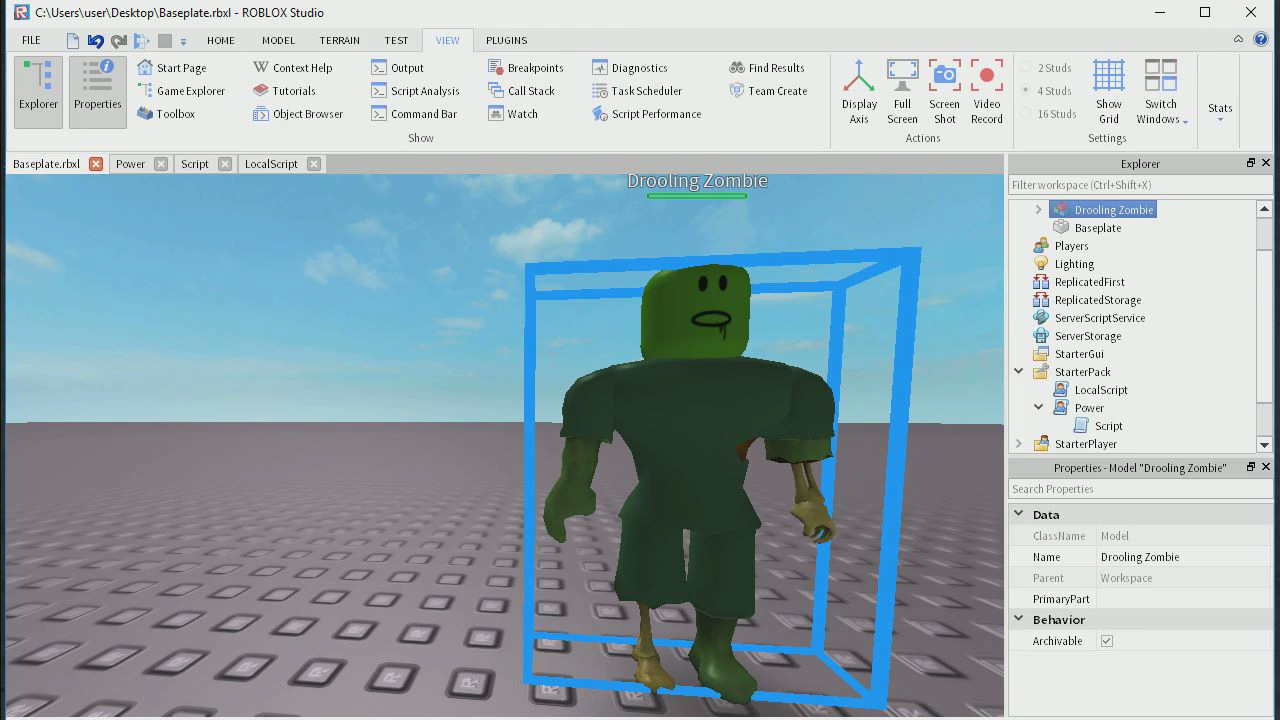 C:\Users\user\Desktop\Baseplate.rbxl - ROBLOX Studio
FILE HOME MODEL TERRAIN TEST VIEW PLUGINS
Explorer Properties
Start Page Context Help Output Breakpoints Diagnostics Find Results
Game Explorer Tutorials Script Analysis Call Stack Task Scheduler Team Create
Toolbox Object Browser Command Bar Watch Script Performance
Show
Display Axis Full Screen Screen Shot Video Record
Actions
2 Studs
4 Studs
16 Studs
Show Grid Switch Windows
Settings
Stats
Baseplate.rbxl Power Script LocalScript
Drooling Zombie
Explorer
Filter workspace (Ctrl+Shift+X)
Drooling Zombie
Baseplate
Players
Lighting
ReplicatedFirst
ReplicatedStorage
ServerScriptService
ServerStorage
StarterGui
StarterPack
LocalScript
Power
Script
StarterPlayer
Properties - Model "Drooling Zombie"
Search Properties
Data
ClassName Model
Name Drooling Zombie
Parent Workspace
PrimaryPart
Behavior
Archivable